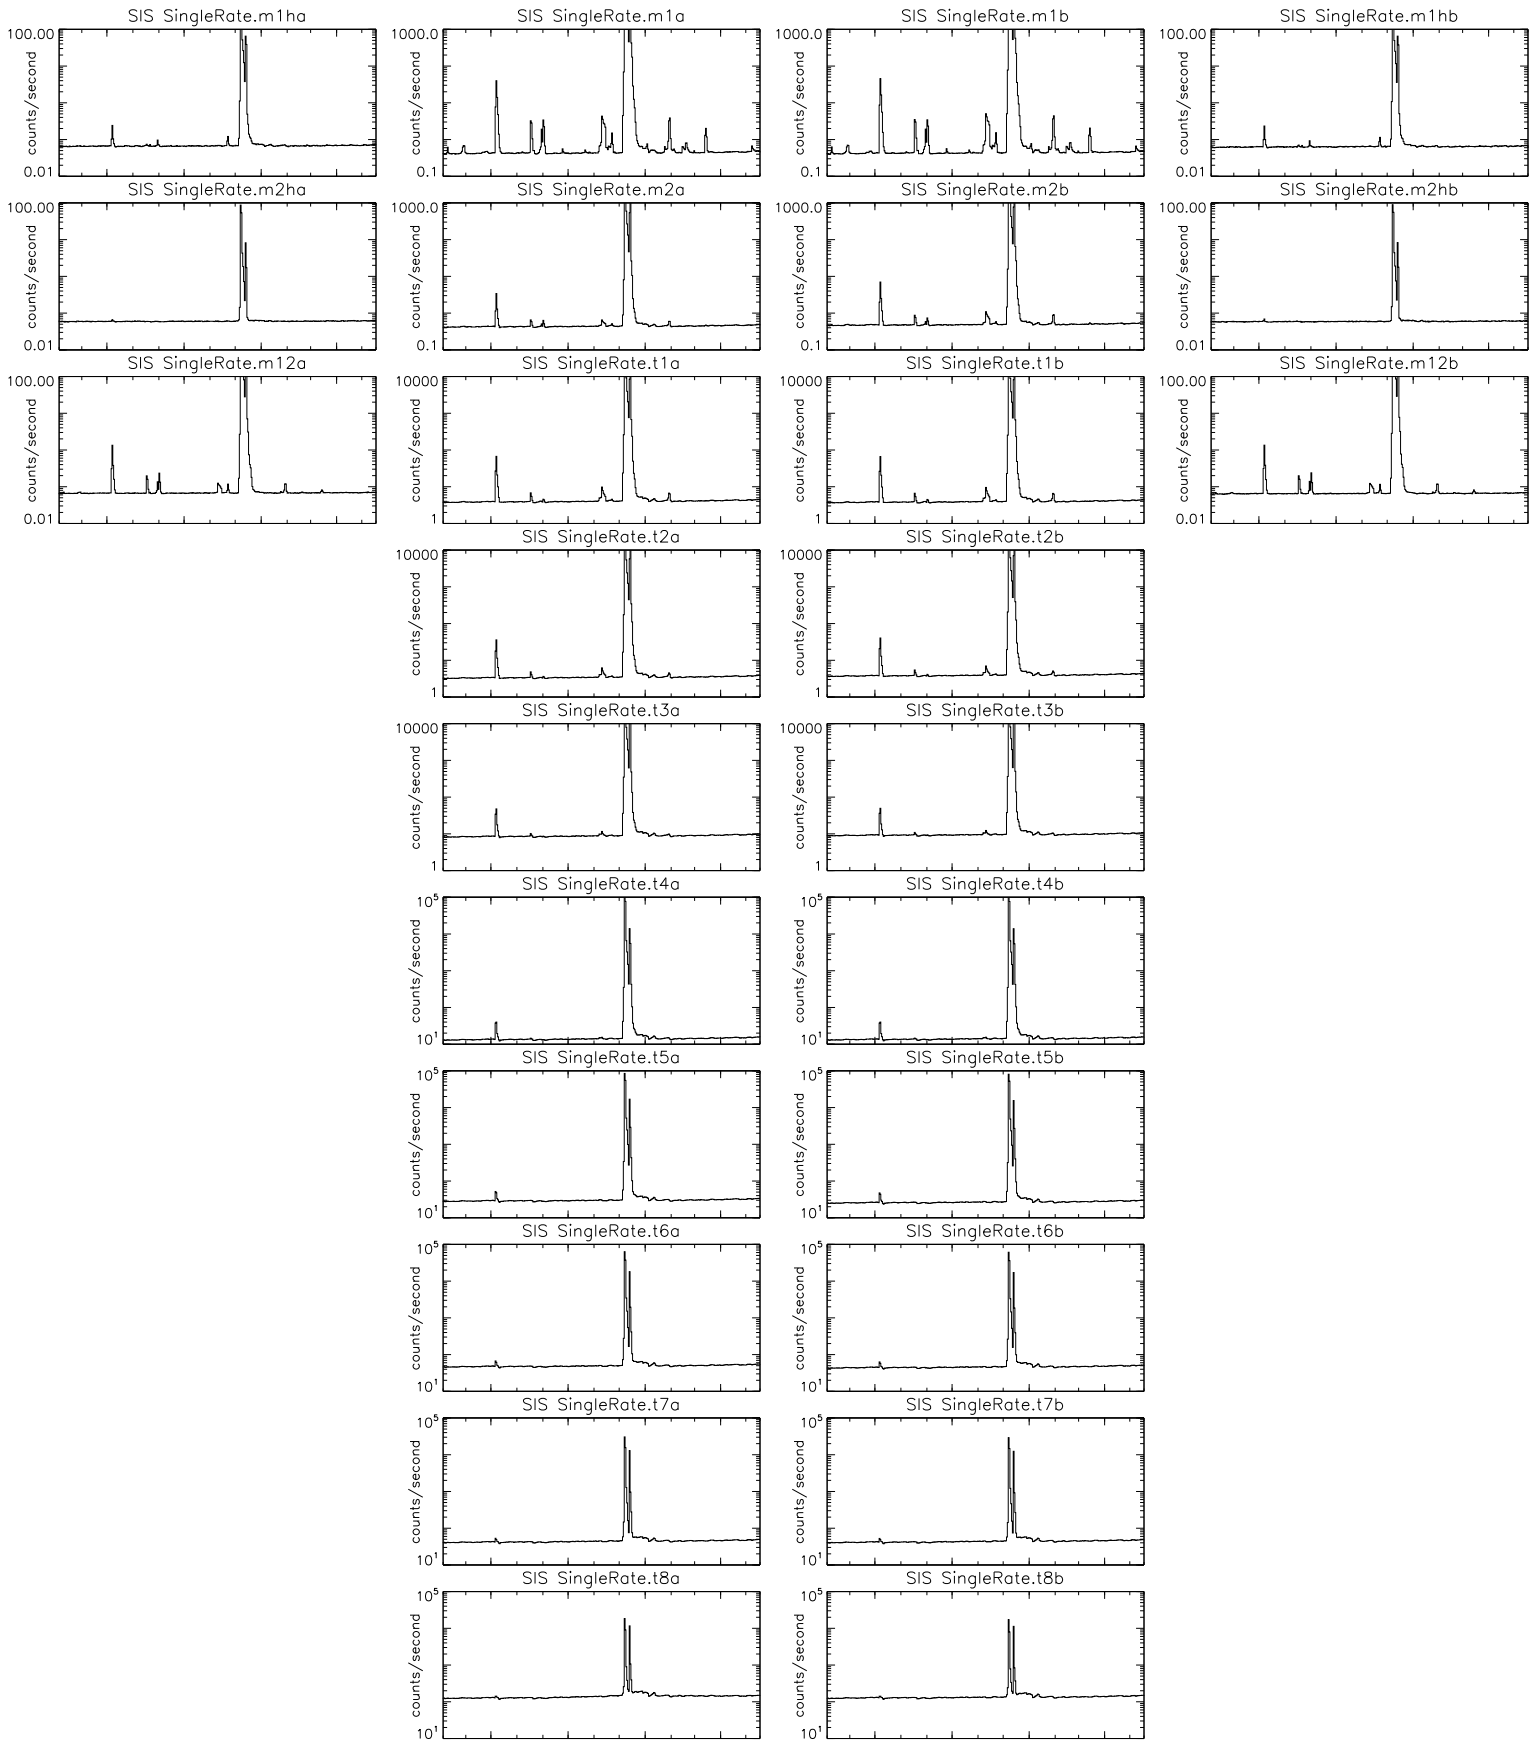 SIS SingleRate.m1ha SIS SingleRate.m1a SIS SingleRate.m1b SIS SingleRate.m1hb
100.00 1000.0 1000.0 100.00
counts/second counts/second counts/second counts/second
0.01 0.1 0.1 0.01
SIS SingleRate.m2ha SIS SingleRate.m2a SIS SingleRate.m2b SIS SingleRate.m2hb
100.00 1000.0 1000.0 100.00
counts/second counts/second counts/second counts/second
0.01 0.1 0.1 0.01
SIS SingleRate.m12a SIS SingleRate.t1a SIS SingleRate.t1b SIS SingleRate.m12b
100.00 10000 10000 100.00
counts/second counts/second counts/second counts/second
0.01 1 1 0.01
SIS SingleRate.t2a SIS SingleRate.t2b
10000 10000
counts/second counts/second
1 1
SIS SingleRate.t3a SIS SingleRate.t3b
10000 10000
counts/second counts/second
1 1
SIS SingleRate.t4a SIS SingleRate.t4b
10⁵ 10⁵
counts/second counts/second
10¹ 10¹
SIS SingleRate.t5a SIS SingleRate.t5b
10⁵ 10⁵
counts/second counts/second
10¹ 10¹
SIS SingleRate.t6a SIS SingleRate.t6b
10⁵ 10⁵
counts/second counts/second
10¹ 10¹
SIS SingleRate.t7a SIS SingleRate.t7b
10⁵ 10⁵
counts/second counts/second
10¹ 10¹
SIS SingleRate.t8a SIS SingleRate.t8b
10⁵ 10⁵
counts/second counts/second
10¹ 10¹